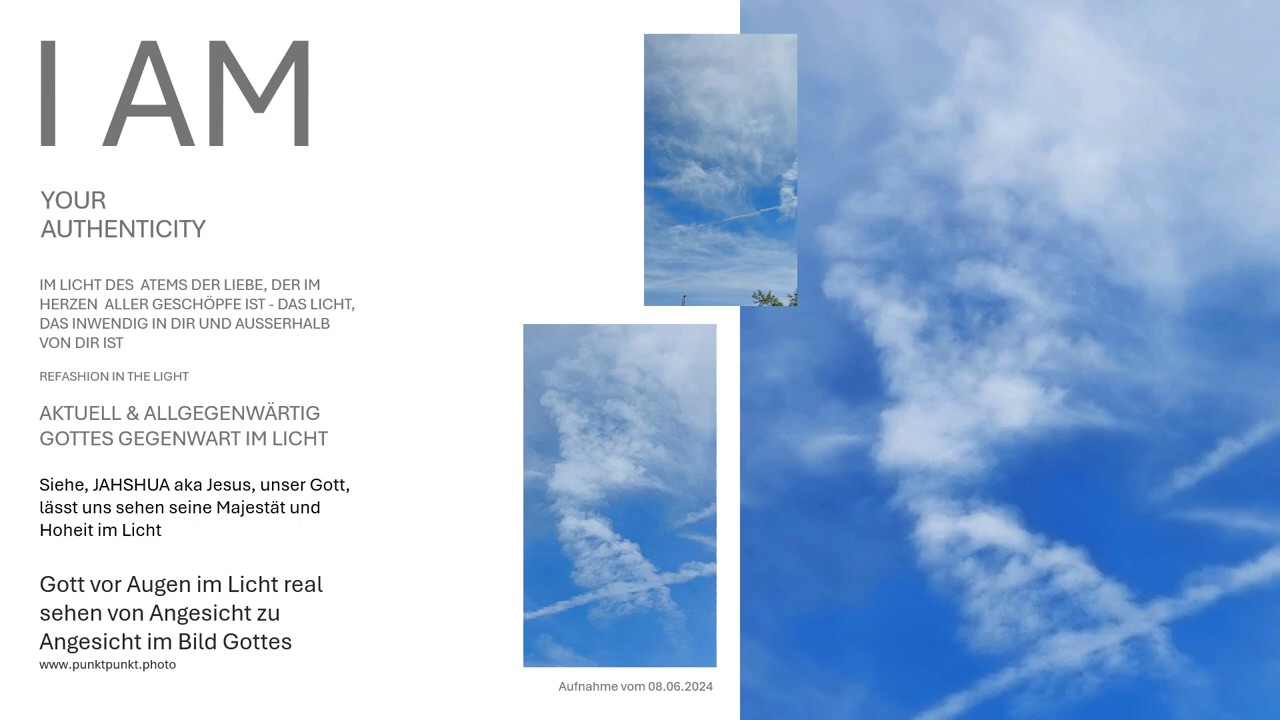 I AM
YOUR
AUTHENTICITY
IM LICHT DES  ATEMS DER LIEBE, DER IM
HERZEN  ALLER GESCHÖPFE IST - DAS LICHT,
DAS INWENDIG IN DIR UND AUSSERHALB
VON DIR IST
REFASHION IN THE LIGHT
AKTUELL & ALLGEGENWÄRTIG
GOTTES GEGENWART IM LICHT
Siehe, JAHSHUA aka Jesus, unser Gott,
lässt uns sehen seine Majestät und
Hoheit im Licht
Gott vor Augen im Licht real
sehen von Angesicht zu
Angesicht im Bild Gottes
www.punktpunkt.photo
Aufnahme vom 08.06.2024